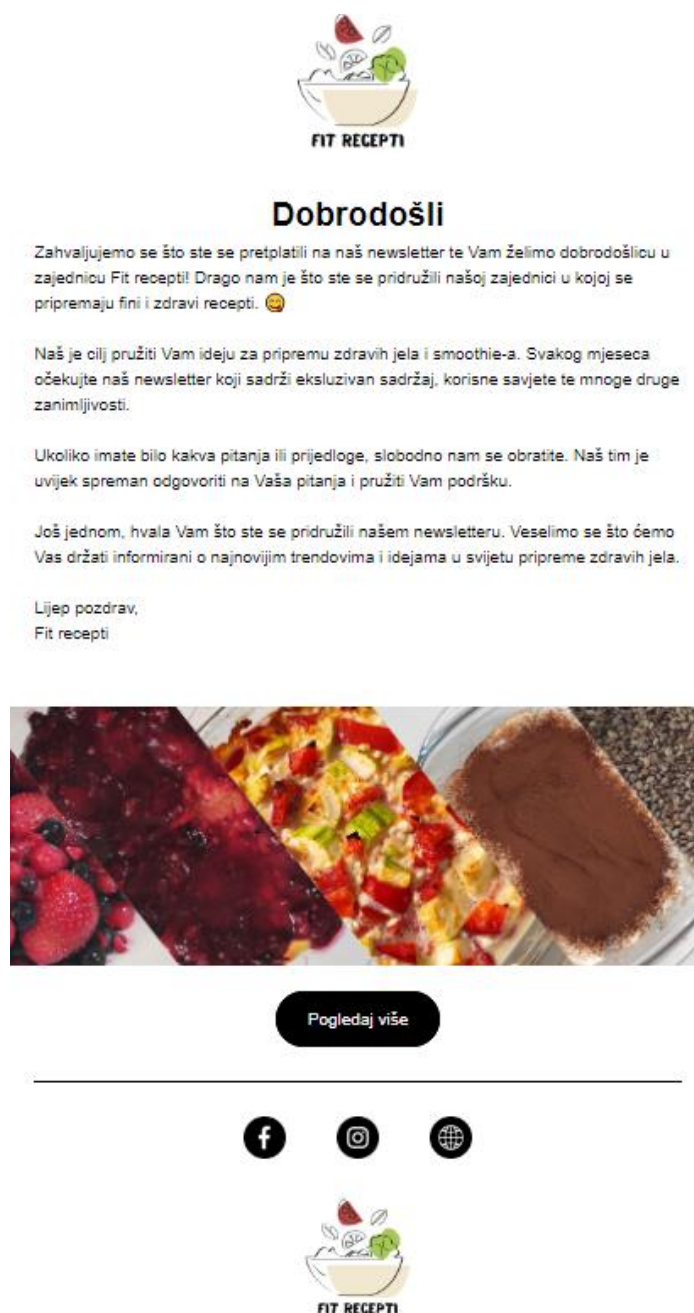 FIT RECEPTI
Dobrodošli
Zahvaljujemo se što ste se pretplatili na naš newsletter te Vam želimo dobrodošlicu u
zajednicu Fit recepti! Drago nam je što ste se pridružili našoj zajednici u kojoj se
pripremaju fini i zdravi recepti. 😋
Naš je cilj pružiti Vam ideju za pripremu zdravih jela i smoothie-a. Svakog mjeseca
očekujte naš newsletter koji sadrži eksluzivan sadržaj, korisne savjete te mnoge druge
zanimljivosti.
Ukoliko imate bilo kakva pitanja ili prijedloge, slobodno nam se obratite. Naš tim je
uvijek spreman odgovoriti na Vaša pitanja i pružiti Vam podršku.
Još jednom, hvala Vam što ste se pridružili našem newsletteru. Veselimo se što ćemo
Vas držati informirani o najnovijim trendovima i idejama u svijetu pripreme zdravih jela.
Lijep pozdrav,
Fit recepti
Pogledaj više
FIT RECEPTI